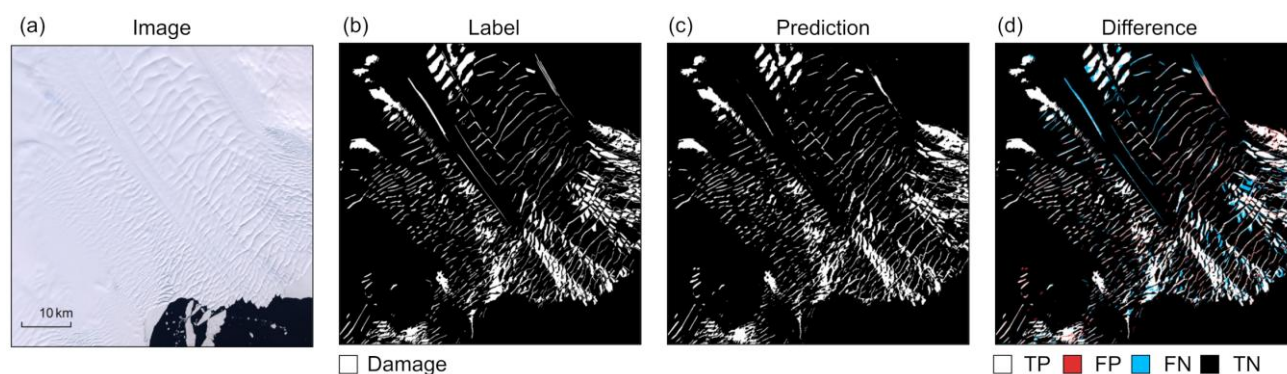 (a) Image
(b) Label
(c) Prediction
(d) Difference
10 km
Damage
TP FP FN TN